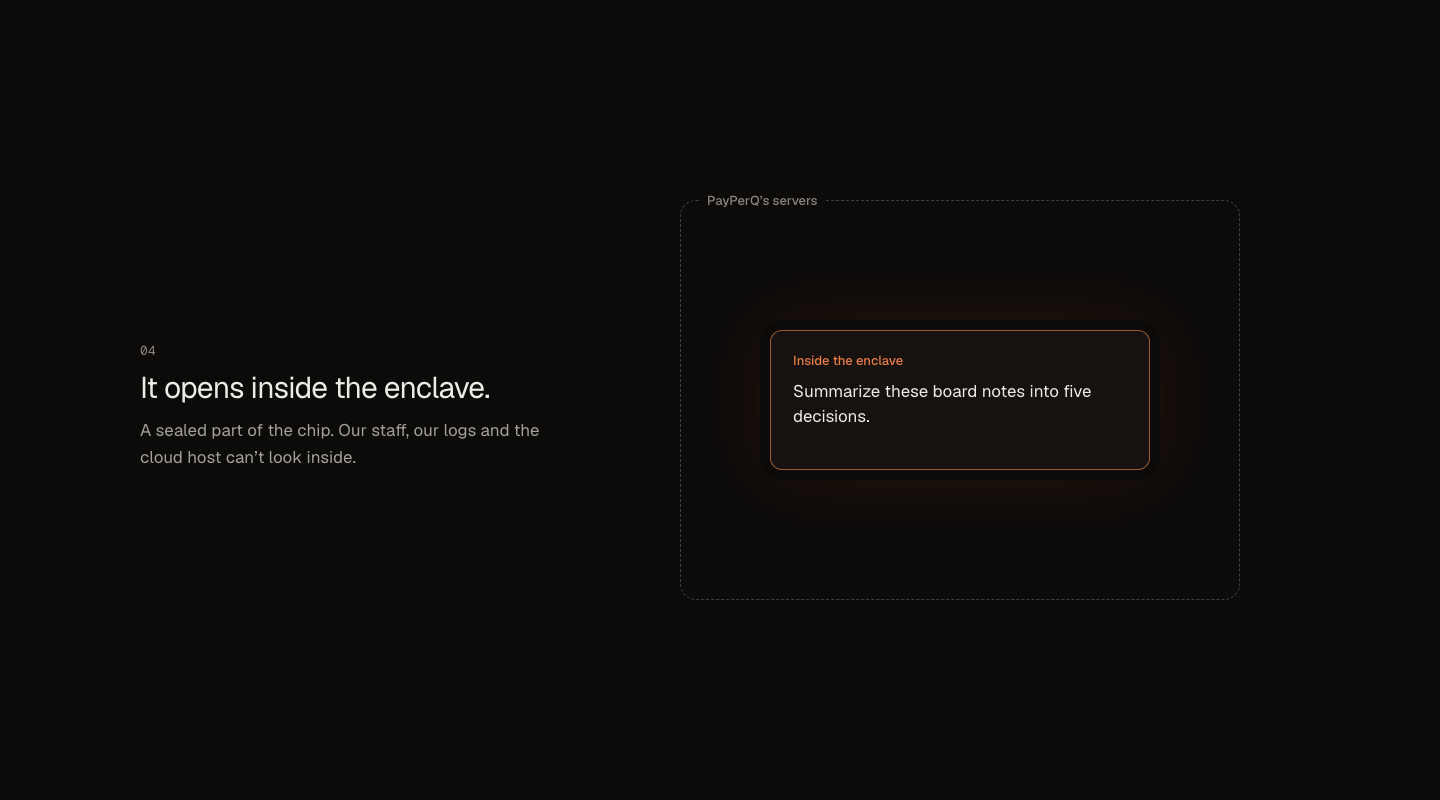 PayPerQ's servers
04
It opens inside the enclave.
A sealed part of the chip. Our staff, our logs and the
cloud host can’t look inside.
Inside the enclave
Summarize these board notes into five
decisions.